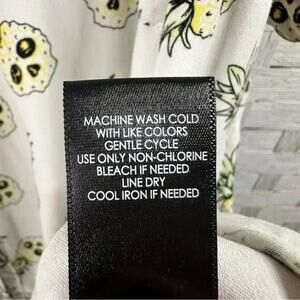 MACHINE WASH COLD
WITH LIKE COLORS
GENTLE CYCLE
USE ONLY NON-CHLORINE
BLEACH IF NEEDED
LINE DRY
COOL IRON IF NEEDED